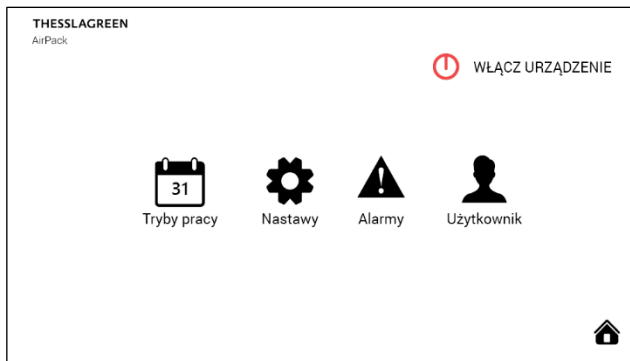 THESSLAGREEN
AirPack
WŁĄCZ URZĄDZENIE
31
Tryby pracy
Nastawy
Alarmy
Użytkownik